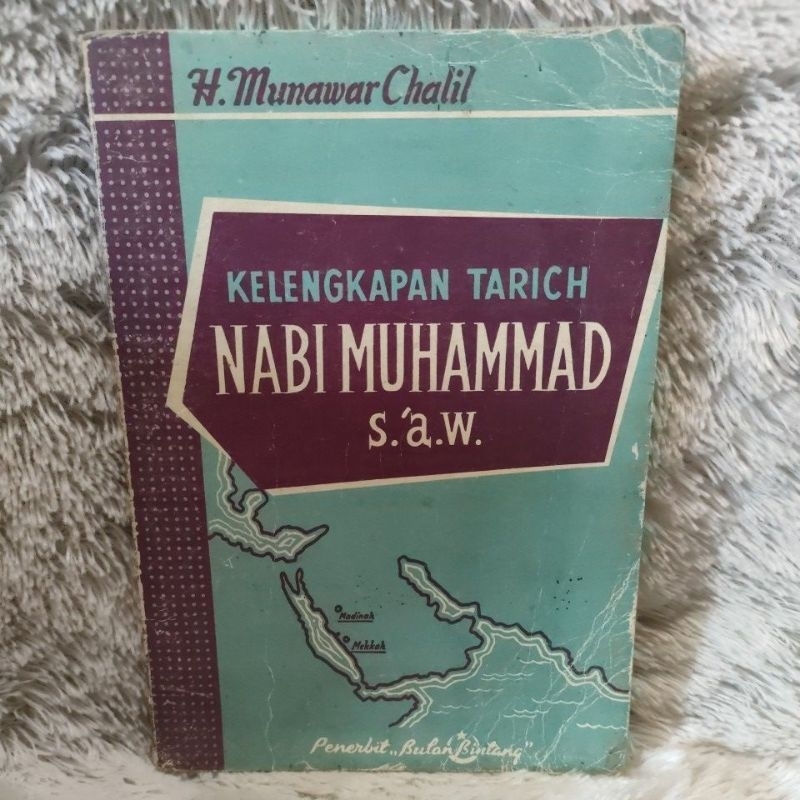 H. Munawar Chalil
KELENGKAPAN TARICH
NABI MUHAMMAD
s.'a.w.
Madinah
Mekkah
Penerbit „Bulan Bintang"